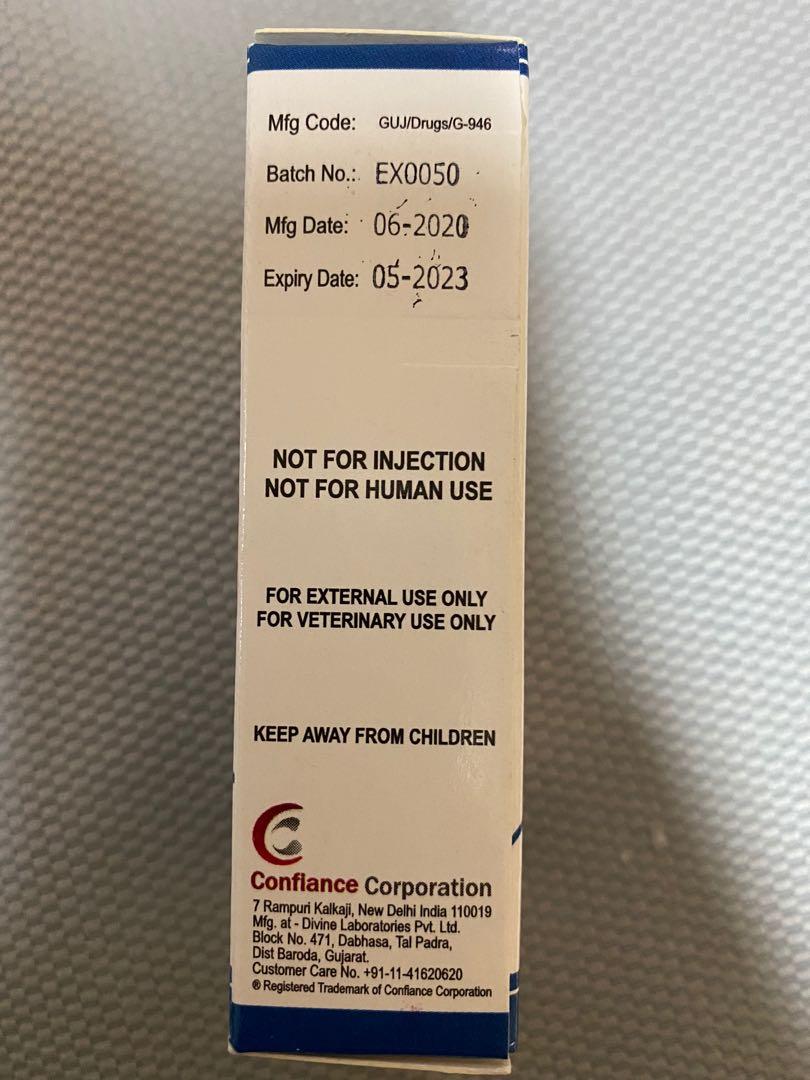 Mfg Code: GUJ/Drugs/G-946
Batch No.: EX0050
Mfg Date: 06-2020
Expiry Date: 05-2023
NOT FOR INJECTION
NOT FOR HUMAN USE
FOR EXTERNAL USE ONLY
FOR VETERINARY USE ONLY
KEEP AWAY FROM CHILDREN
Confiance Corporation
7 Rampuri Kalkaji, New Delhi India 110019
Mfg. at - Divine Laboratories Pvt. Ltd.
Block No. 471, Dabhasa, Tal Padra,
Dist Baroda, Gujarat.
Customer Care No. +91-11-41620620
® Registered Trademark of Confiance Corporation